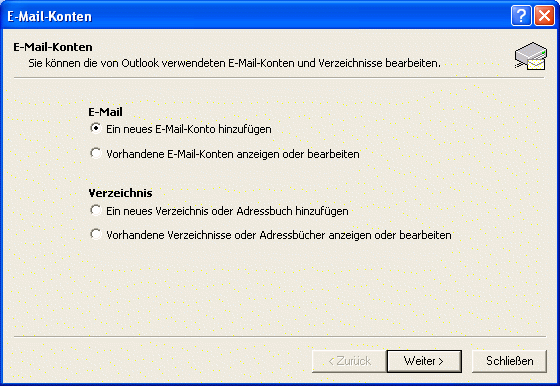 E-Mail-Konten
E-Mail-Konten
Sie können die von Outlook verwendeten E-Mail-Konten und Verzeichnisse bearbeiten.
E-Mail
Ein neues E-Mail-Konto hinzufügen
Vorhandene E-Mail-Konten anzeigen oder bearbeiten
Verzeichnis
Ein neues Verzeichnis oder Adressbuch hinzufügen
Vorhandene Verzeichnisse oder Adressbücher anzeigen oder bearbeiten
< Zurück Weiter > Schließen